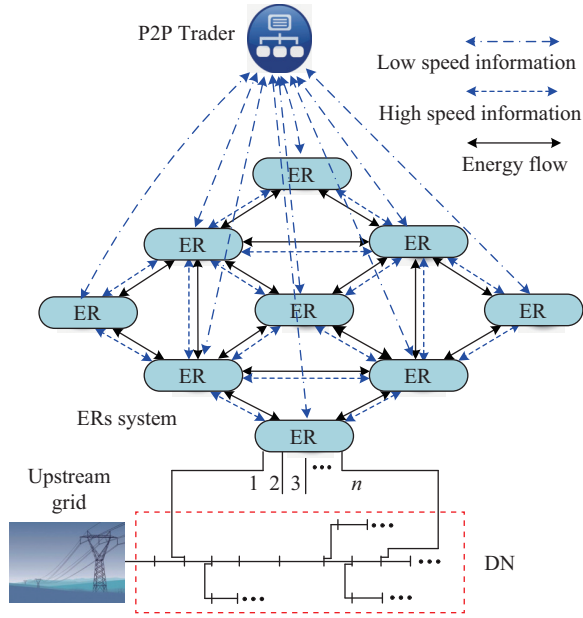 P2P Trader
Low speed information
High speed information
Energy flow
ER
ER
ER
ER
ER
ER
ER
ER
ER
ERs system
1 2 3 ••• n
Upstream
grid
•••
•••
DN
•••
•••